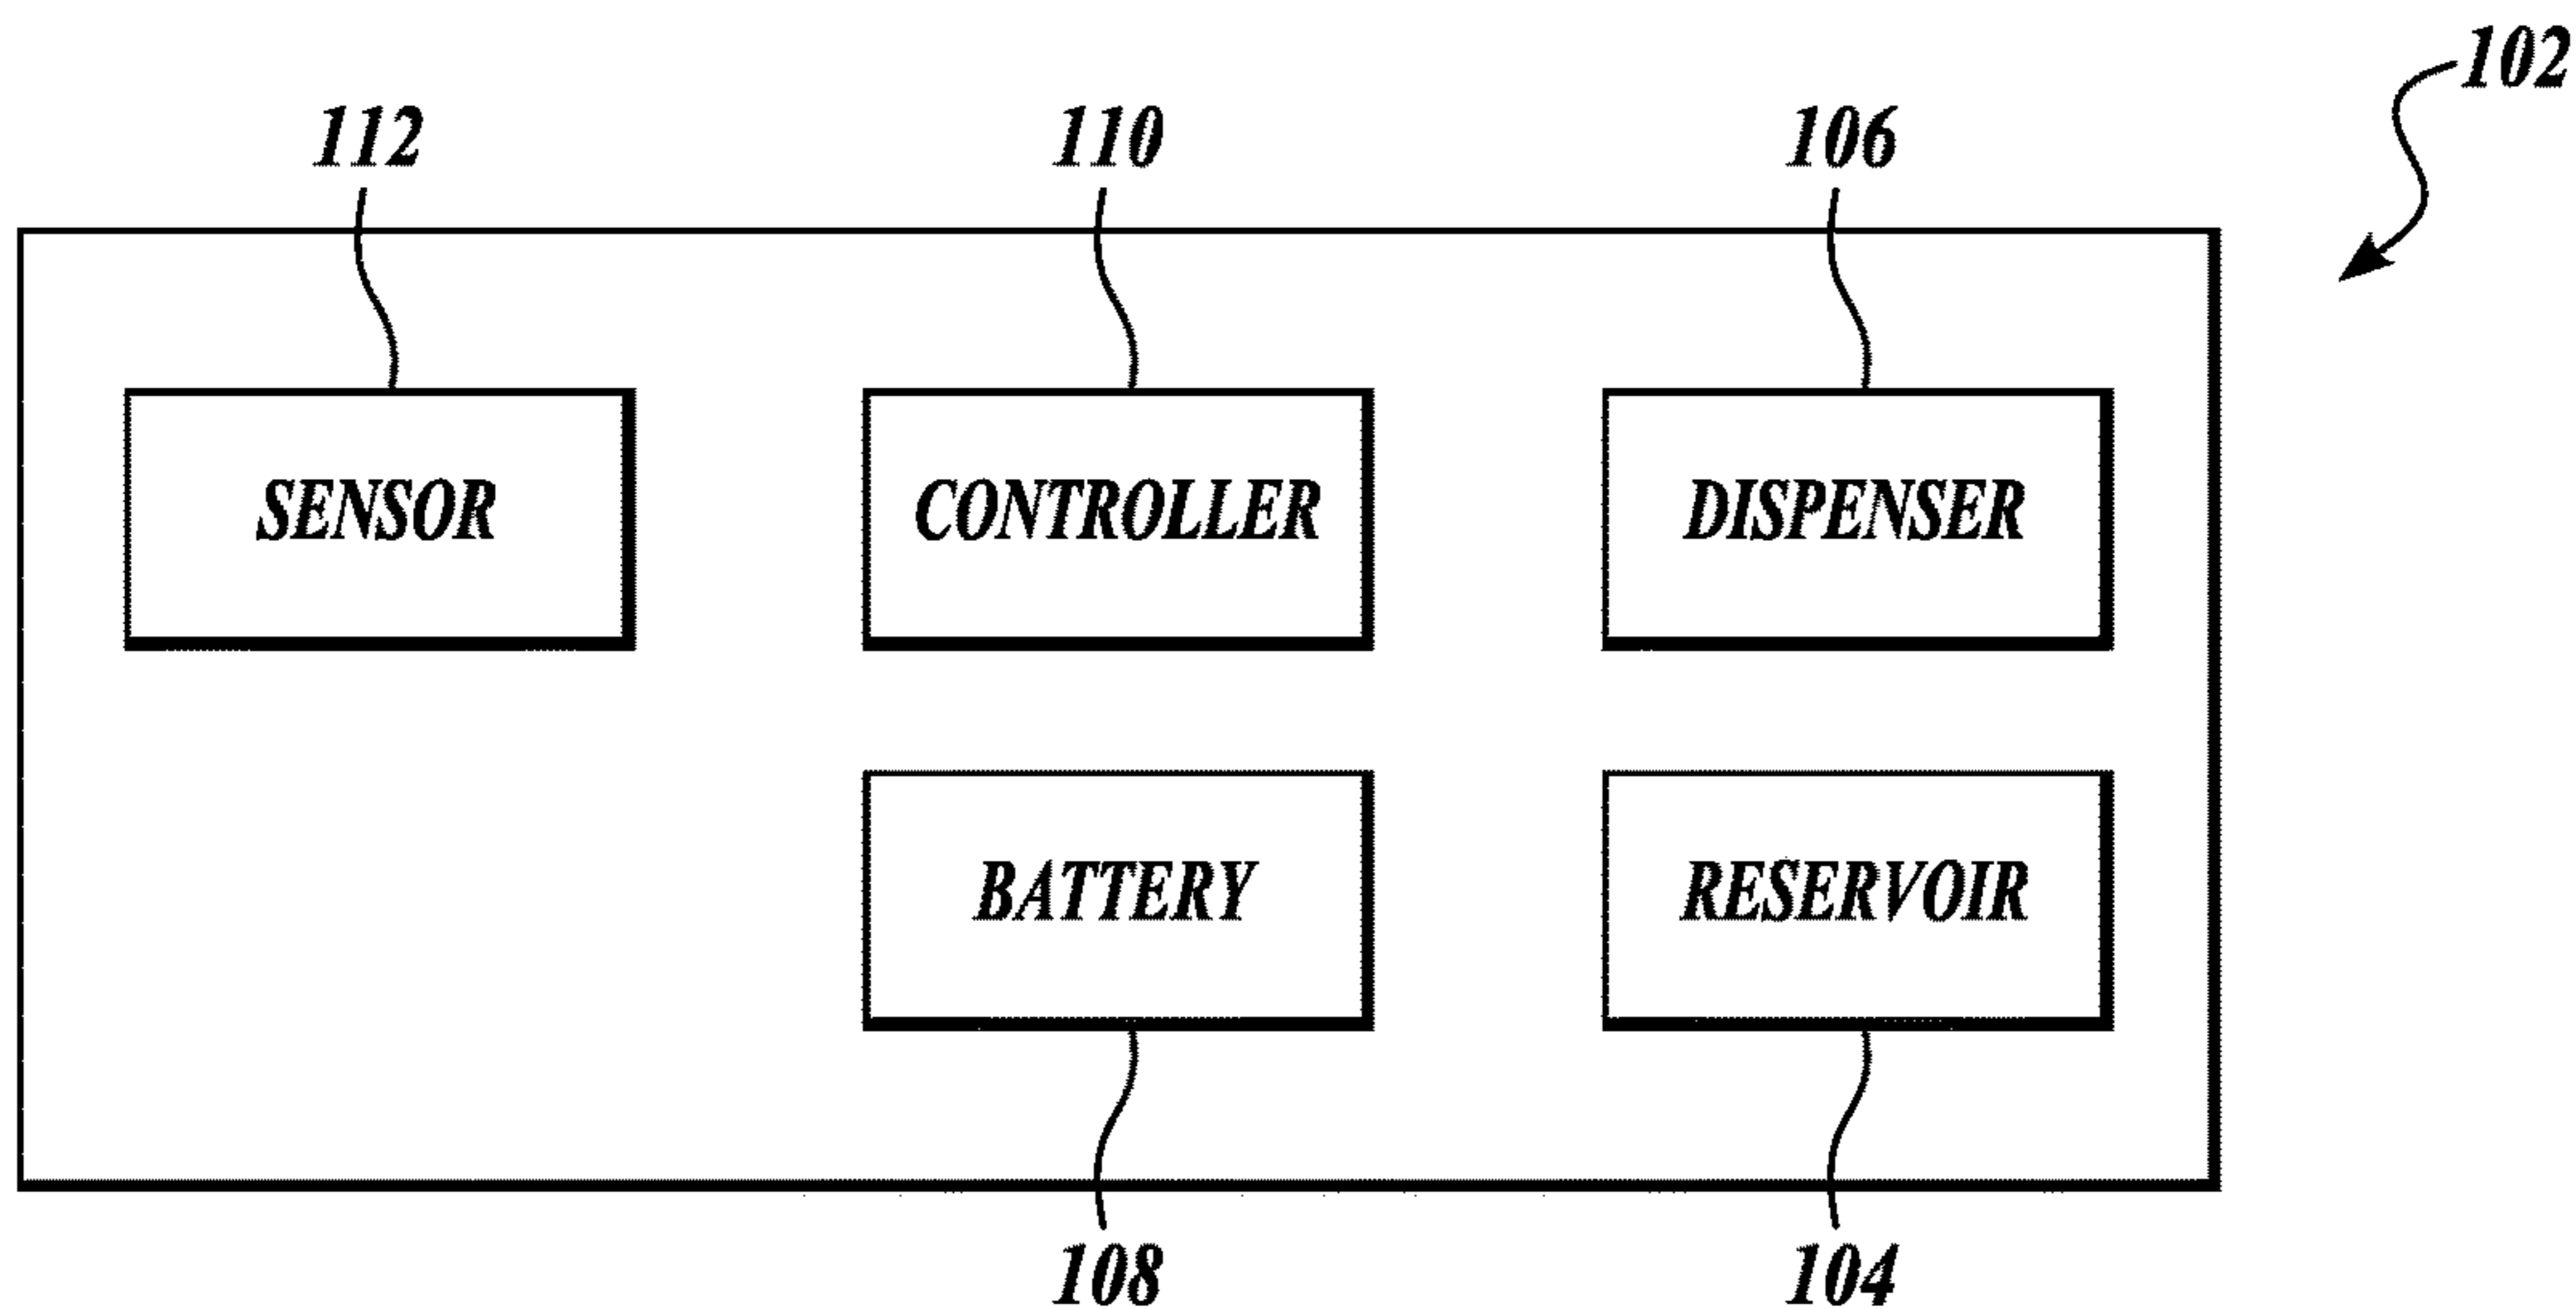 102
112 110 106
SENSOR CONTROLLER DISPENSER
BATTERY RESERVOIR
108 104